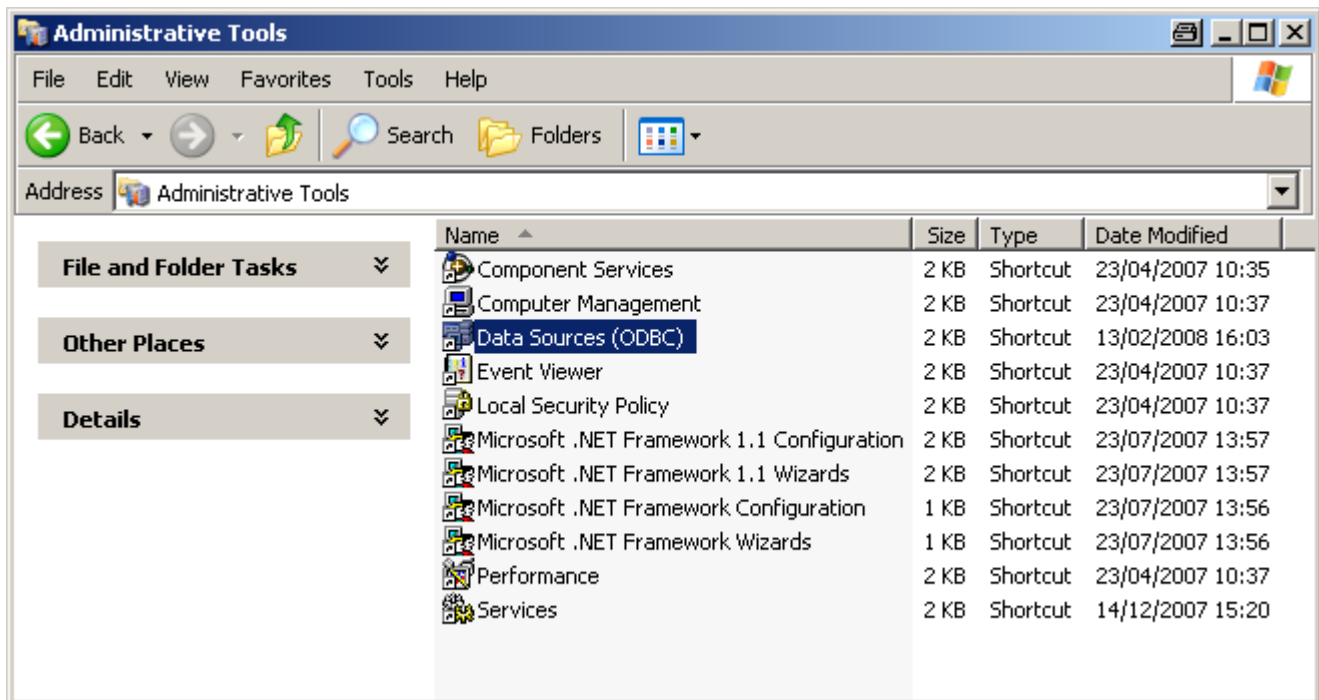 Administrative Tools
File Edit View Favorites Tools Help
Back Search Folders
Address Administrative Tools
Name Size Type Date Modified
File and Folder Tasks
Other Places
Details
Component Services 2 KB Shortcut 23/04/2007 10:35
Computer Management 2 KB Shortcut 23/04/2007 10:37
Data Sources (ODBC) 2 KB Shortcut 13/02/2008 16:03
Event Viewer 2 KB Shortcut 23/04/2007 10:37
Local Security Policy 2 KB Shortcut 23/04/2007 10:37
Microsoft .NET Framework 1.1 Configuration 2 KB Shortcut 23/07/2007 13:57
Microsoft .NET Framework 1.1 Wizards 2 KB Shortcut 23/07/2007 13:57
Microsoft .NET Framework Configuration 1 KB Shortcut 23/07/2007 13:56
Microsoft .NET Framework Wizards 1 KB Shortcut 23/07/2007 13:56
Performance 2 KB Shortcut 23/04/2007 10:37
Services 2 KB Shortcut 14/12/2007 15:20